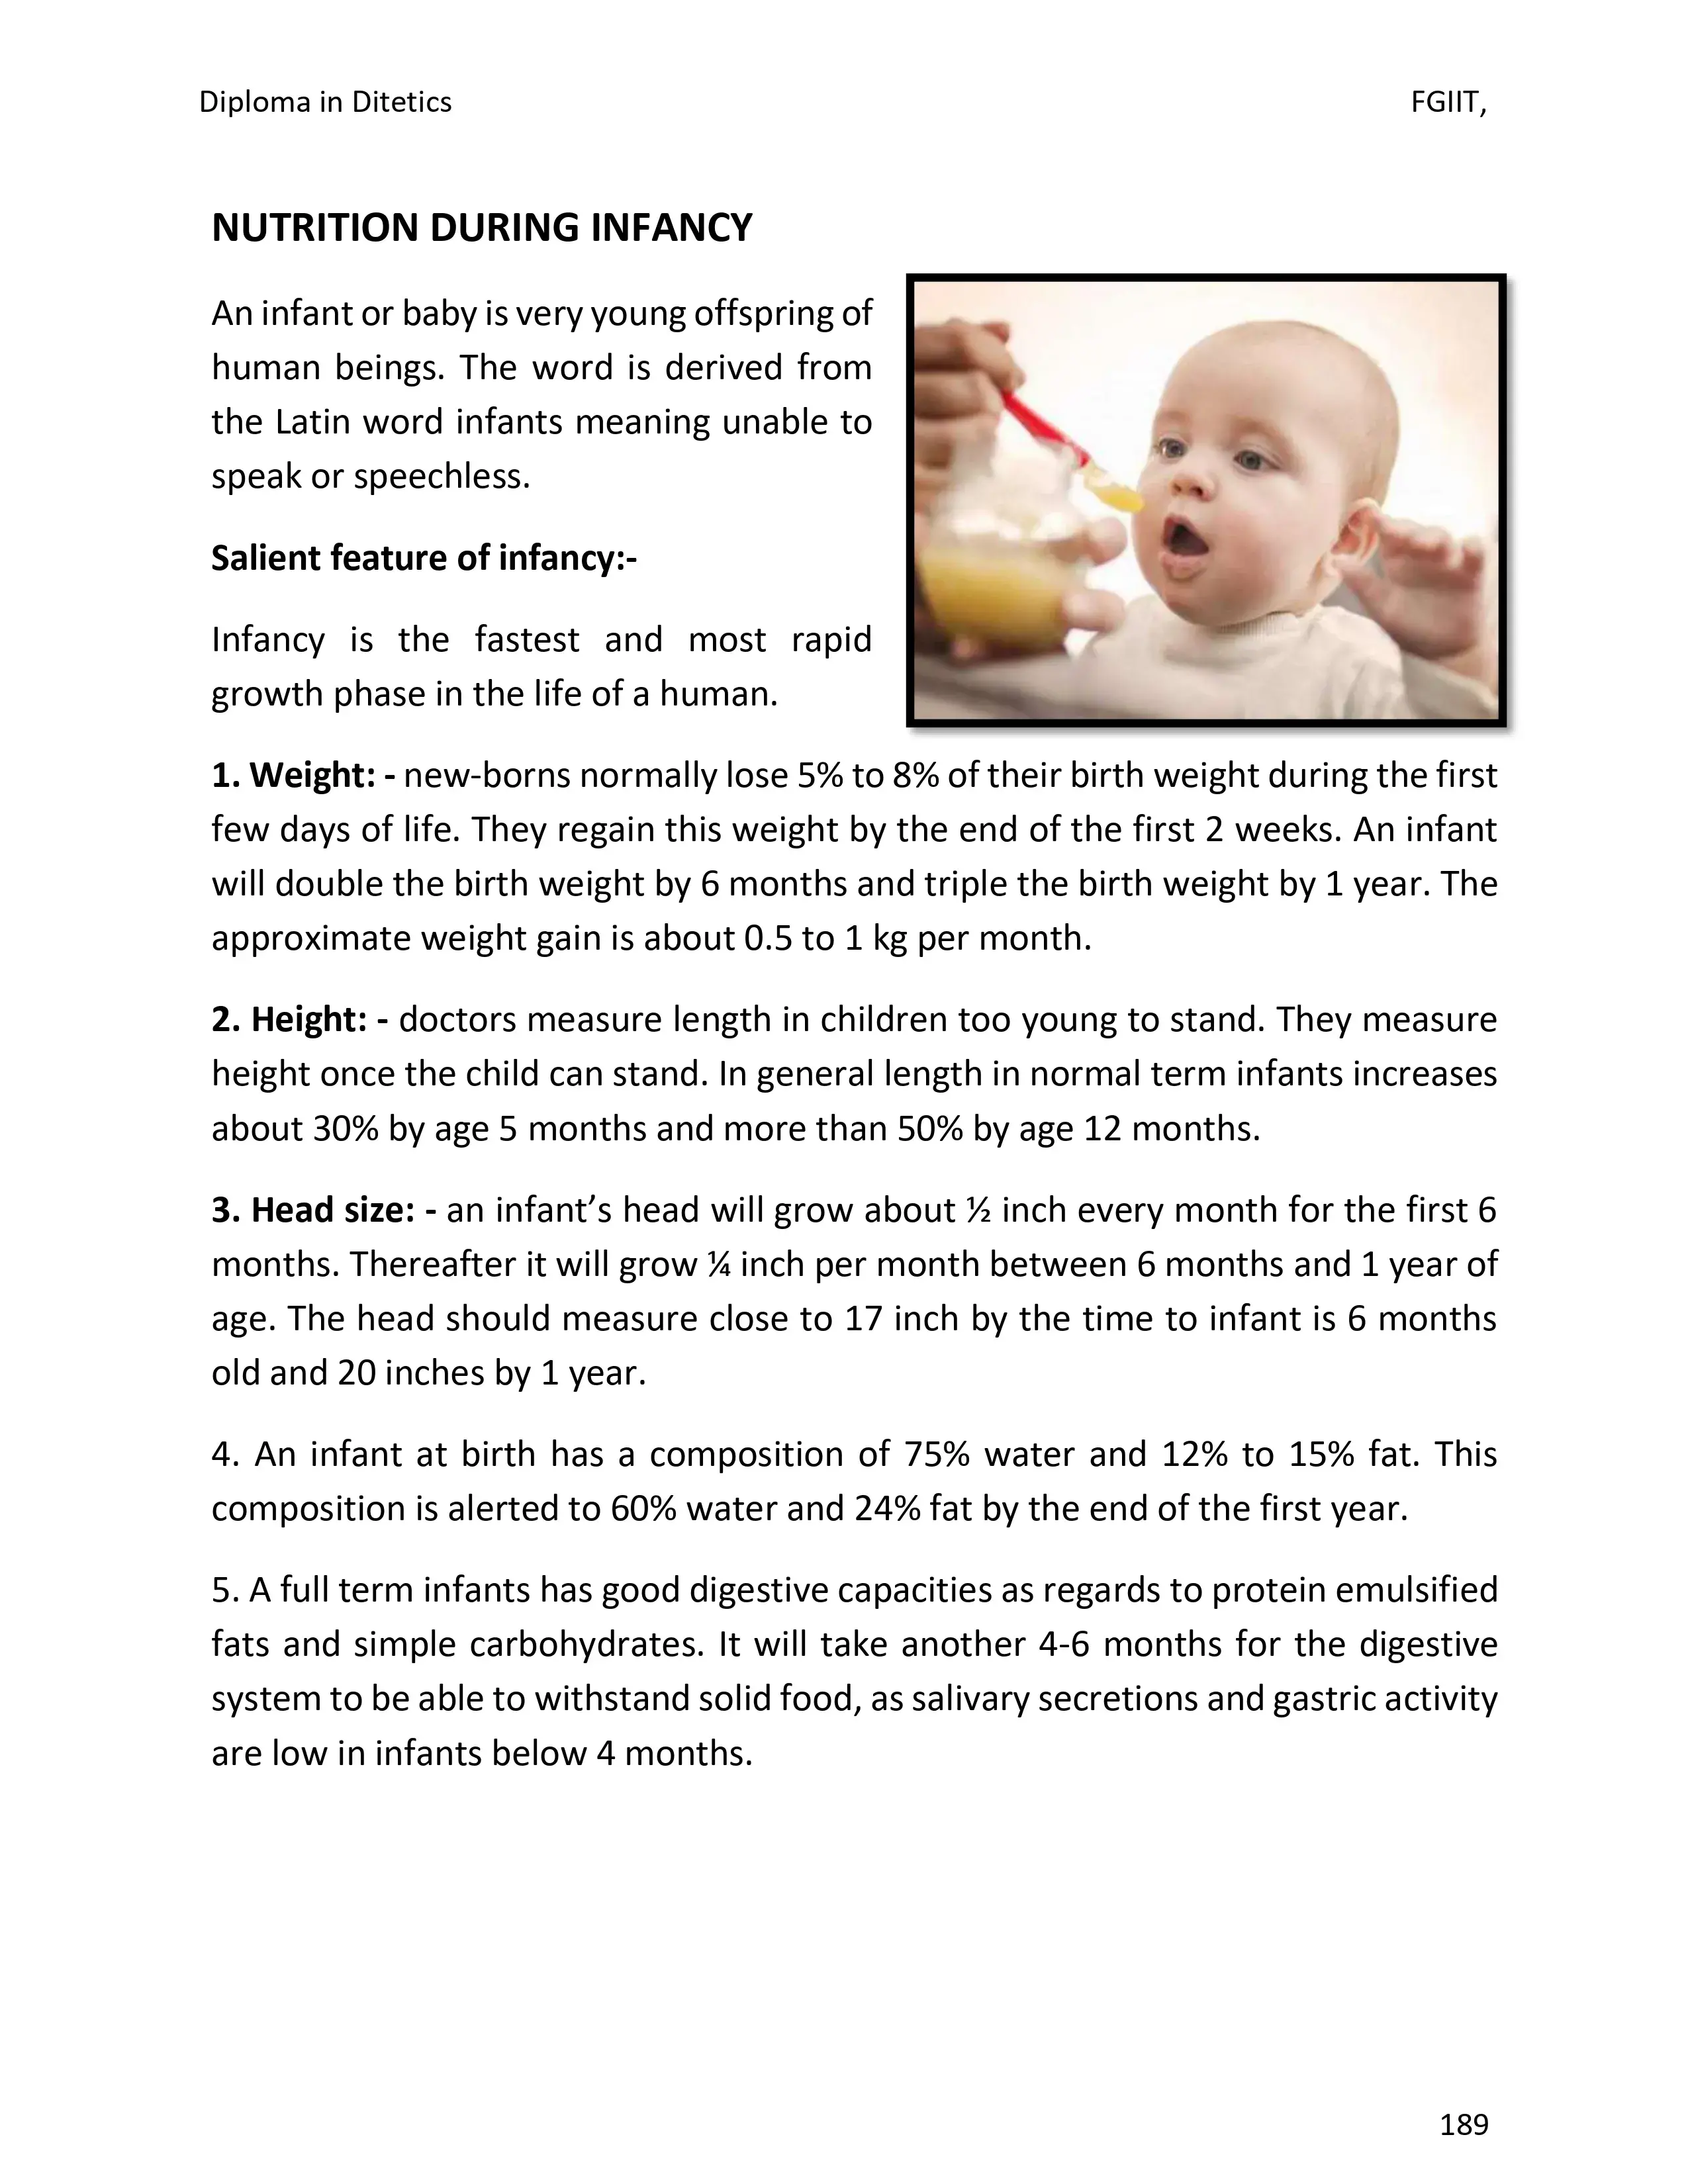 Diploma in Ditetics
FGIIT,
NUTRITION DURING INFANCY
An infant or baby is very young offspring of
human beings. The word is derived from
the Latin word infants meaning unable to
speak or speechless.
Salient feature of infancy:-
Infancy is the fastest and most rapid
growth phase in the life of a human.
1. Weight: - new-borns normally lose 5% to 8% of their birth weight during the first
few days of life. They regain this weight by the end of the first 2 weeks. An infant
will double the birth weight by 6 months and triple the birth weight by 1 year. The
approximate weight gain is about 0.5 to 1 kg per month.
2. Height: - doctors measure length in children too young to stand. They measure
height once the child can stand. In general length in normal term infants increases
about 30% by age 5 months and more than 50% by age 12 months.
3. Head size: - an infant’s head will grow about ½ inch every month for the first 6
months. Thereafter it will grow ¼ inch per month between 6 months and 1 year of
age. The head should measure close to 17 inch by the time to infant is 6 months
old and 20 inches by 1 year.
4. An infant at birth has a composition of 75% water and 12% to 15% fat. This
composition is alerted to 60% water and 24% fat by the end of the first year.
5. A full term infants has good digestive capacities as regards to protein emulsified
fats and simple carbohydrates. It will take another 4-6 months for the digestive
system to be able to withstand solid food, as salivary secretions and gastric activity
are low in infants below 4 months.
189